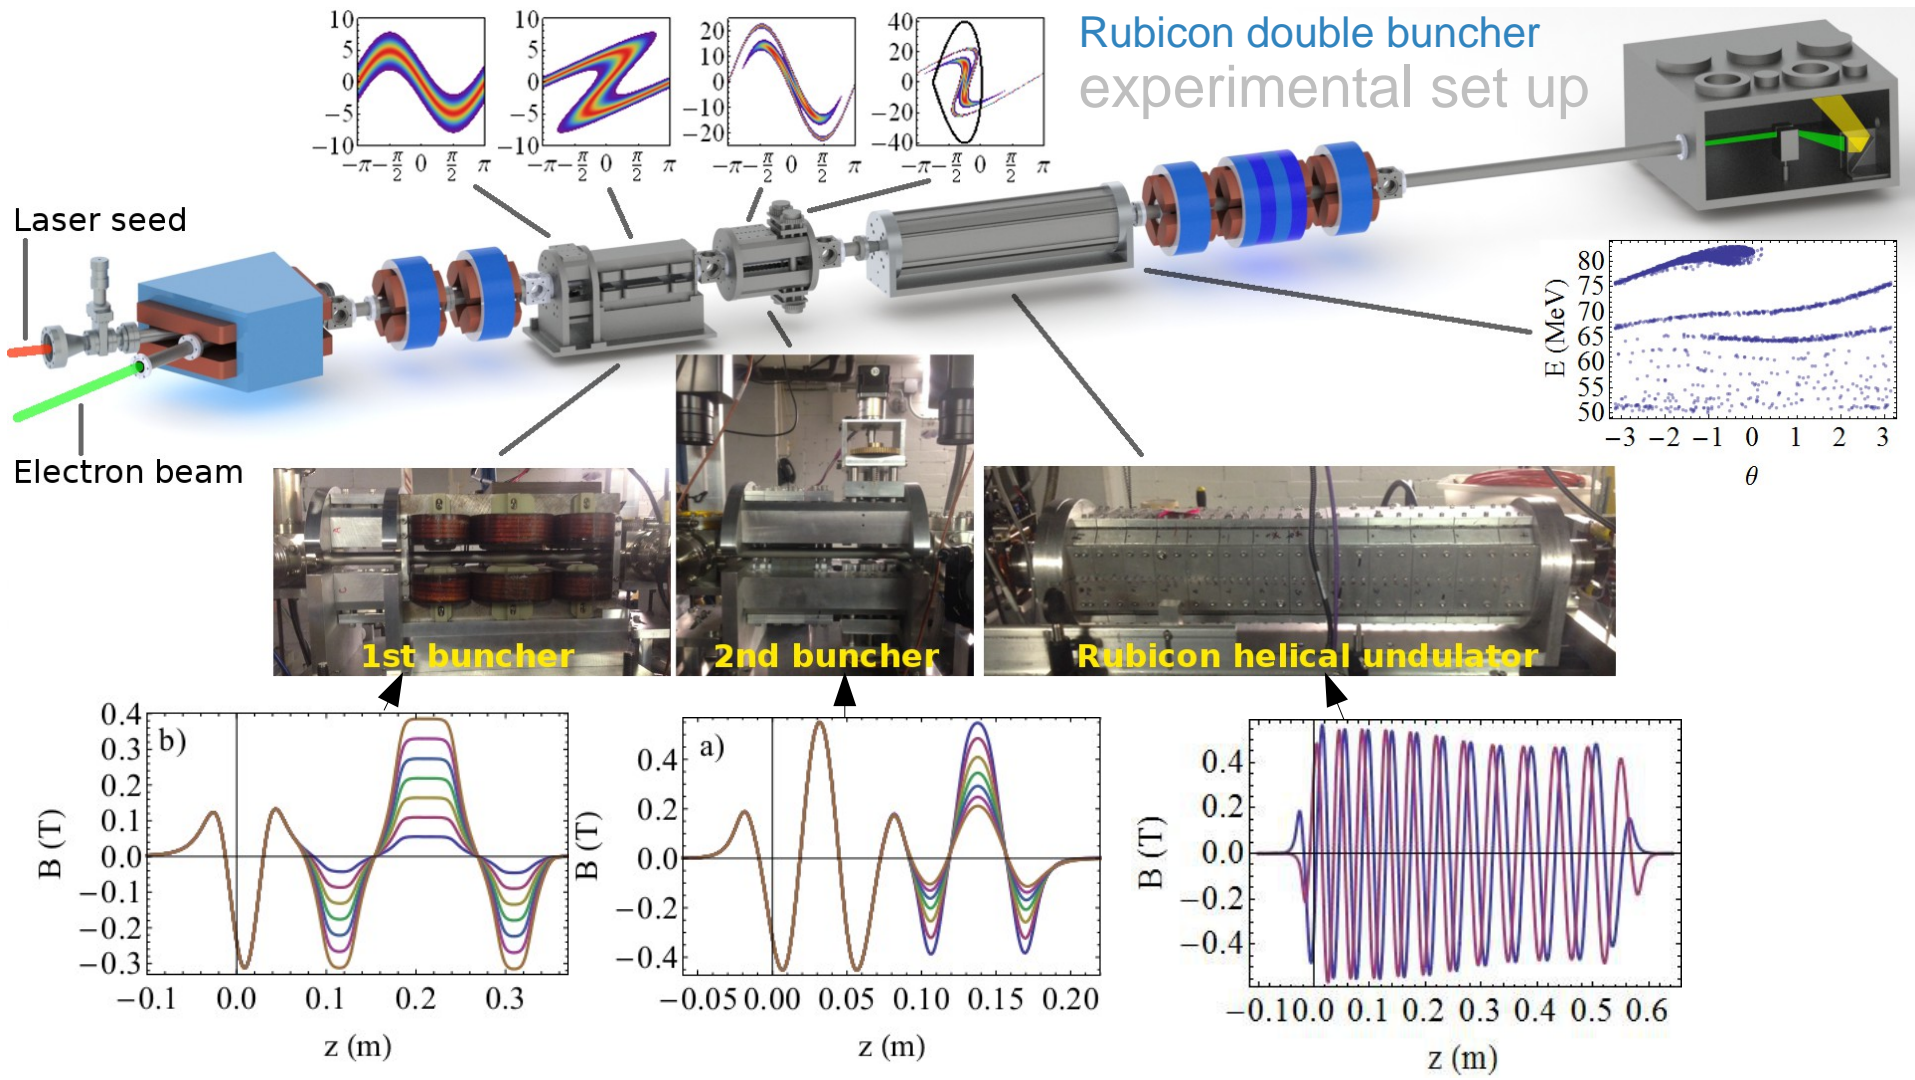 Rubicon double buncher
experimental set up
10
5
0
−5
−10
−π −π/2 0 π/2 π
10
5
0
−5
−10
−π −π/2 0 π/2 π
20
10
0
−10
−20
−π −π/2 0 π/2 π
40
20
0
−20
−40
−π −π/2 0 π/2 π
Laser seed
Electron beam
E (MeV)
80
75
70
65
60
55
50
−3 −2 −1 0 1 2 3
θ
1st buncher
2nd buncher
Rubicon helical undulator
b)
B (T)
0.4
0.3
0.2
0.1
0.0
−0.1
−0.2
−0.3
−0.1 0.0 0.1 0.2 0.3
z (m)
a)
B (T)
0.4
0.2
0.0
−0.2
−0.4
−0.05 0.00 0.05 0.10 0.15 0.20
z (m)
B (T)
0.4
0.2
0.0
−0.2
−0.4
−0.1 0.0 0.1 0.2 0.3 0.4 0.5 0.6
z (m)